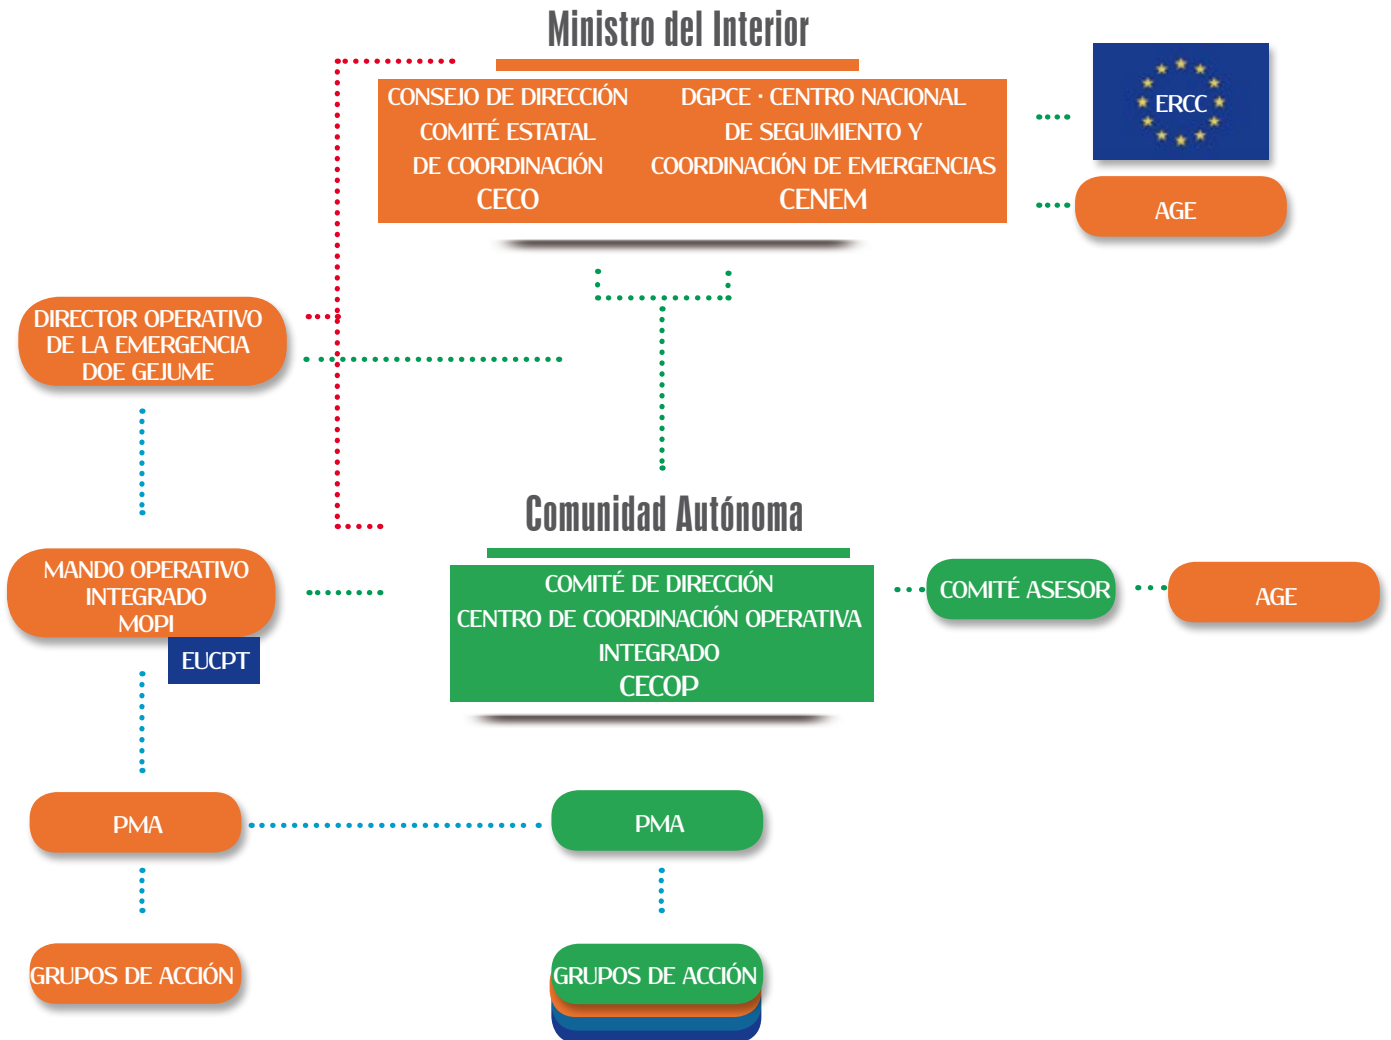 Ministro del Interior
CONSEJO DE DIRECCIÓN
COMITÉ ESTATAL
DE COORDINACIÓN
CECO
DGPCE · CENTRO NACIONAL
DE SEGUIMIENTO Y
COORDINACIÓN DE EMERGENCIAS
CENEM
ERCC
AGE
DIRECTOR OPERATIVO
DE LA EMERGENCIA
DOE GEJUME
Comunidad Autónoma
MANDO OPERATIVO
INTEGRADO
MOPI
EUCPT
COMITÉ DE DIRECCIÓN
CENTRO DE COORDINACIÓN OPERATIVA
INTEGRADO
CECOP
COMITÉ ASESOR
AGE
PMA
PMA
GRUPOS DE ACCIÓN
GRUPOS DE ACCIÓN